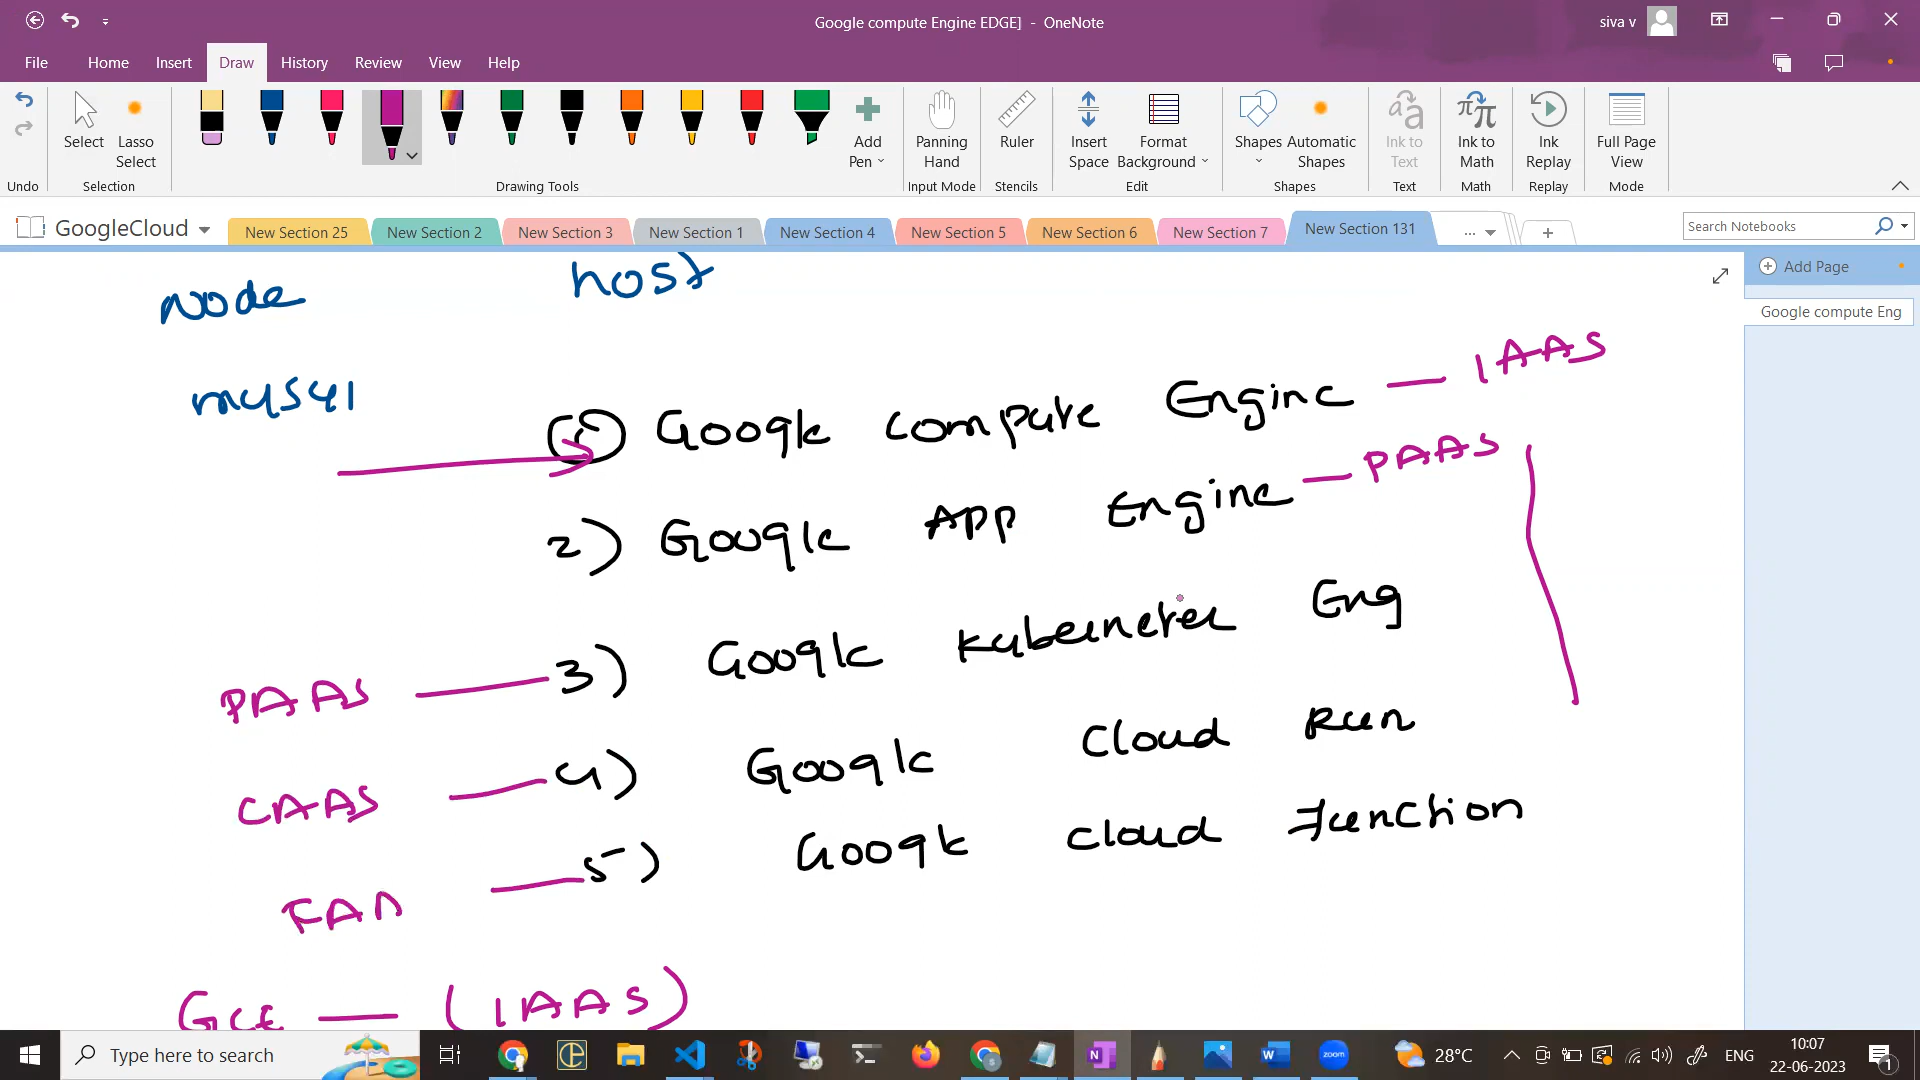 Google compute Engine EDGE] - OneNote
siva v
File Home Insert Draw History Review View Help
Undo
Select
Lasso Select
Selection
Drawing Tools
Add Pen
Panning Hand
Input Mode
Ruler
Stencils
Insert Space
Format Background
Edit
Shapes
Automatic Shapes
Shapes
Ink to Text
Text
Ink to Math
Math
Ink Replay
Replay
Full Page View
Mode
GoogleCloud
New Section 25 New Section 2 New Section 3 New Section 1 New Section 4 New Section 5 New Section 6 New Section 7 New Section 131 ...
Search Notebooks
Add Page
Google compute Eng
Node host
mysql
Google compute Engine — IAAS
2) Google App Engine — PAAS
PAAS — 3) Google Kubernetes Eng
CAAS — 4) Google Cloud Run
5) Google cloud Function
GCE — (IAAS)
Type here to search
zoom
28°C
ENG
10:07
22-06-2023
1